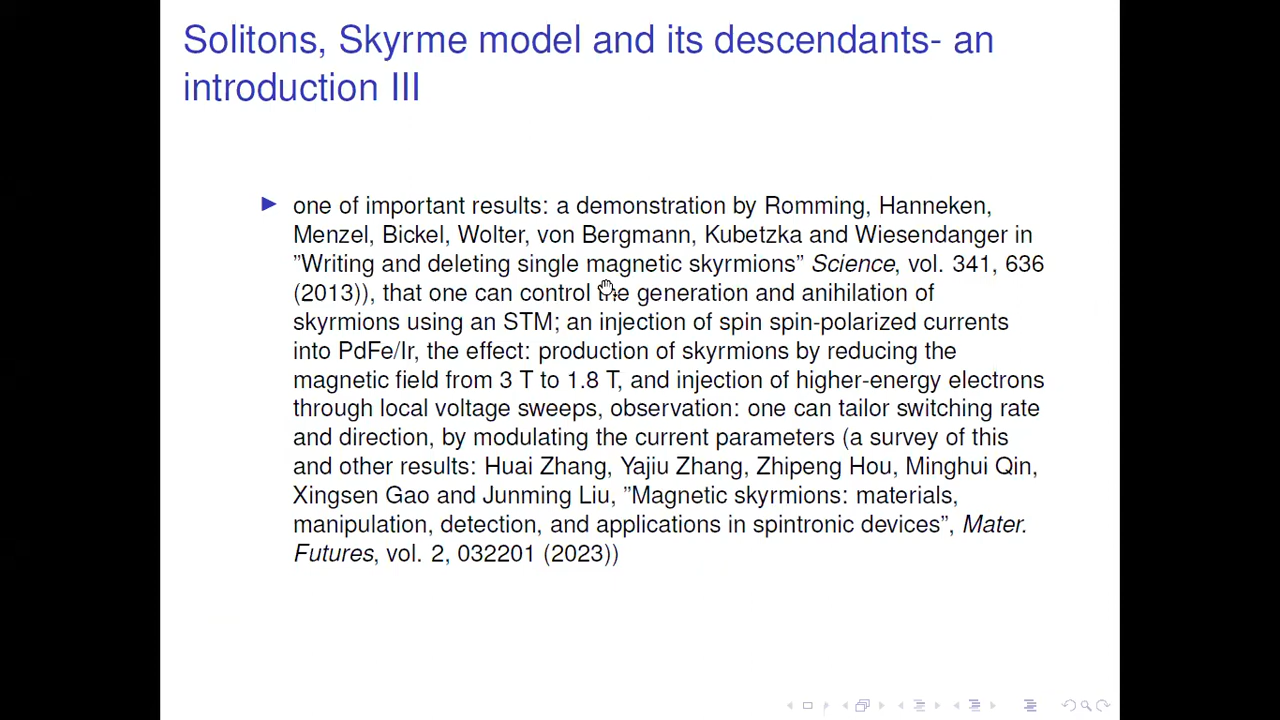 Solitons, Skyrme model and its descendants- an
introduction III
one of important results: a demonstration by Romming, Hanneken,
Menzel, Bickel, Wolter, von Bergmann, Kubetzka and Wiesendanger in
"Writing and deleting single magnetic skyrmions" Science, vol. 341, 636
(2013)), that one can control the generation and anihilation of
skyrmions using an STM; an injection of spin spin-polarized currents
into PdFe/Ir, the effect: production of skyrmions by reducing the
magnetic field from 3 T to 1.8 T, and injection of higher-energy electrons
through local voltage sweeps, observation: one can tailor switching rate
and direction, by modulating the current parameters (a survey of this
and other results: Huai Zhang, Yajiu Zhang, Zhipeng Hou, Minghui Qin,
Xingsen Gao and Junming Liu, "Magnetic skyrmions: materials,
manipulation, detection, and applications in spintronic devices", Mater.
Futures, vol. 2, 032201 (2023))